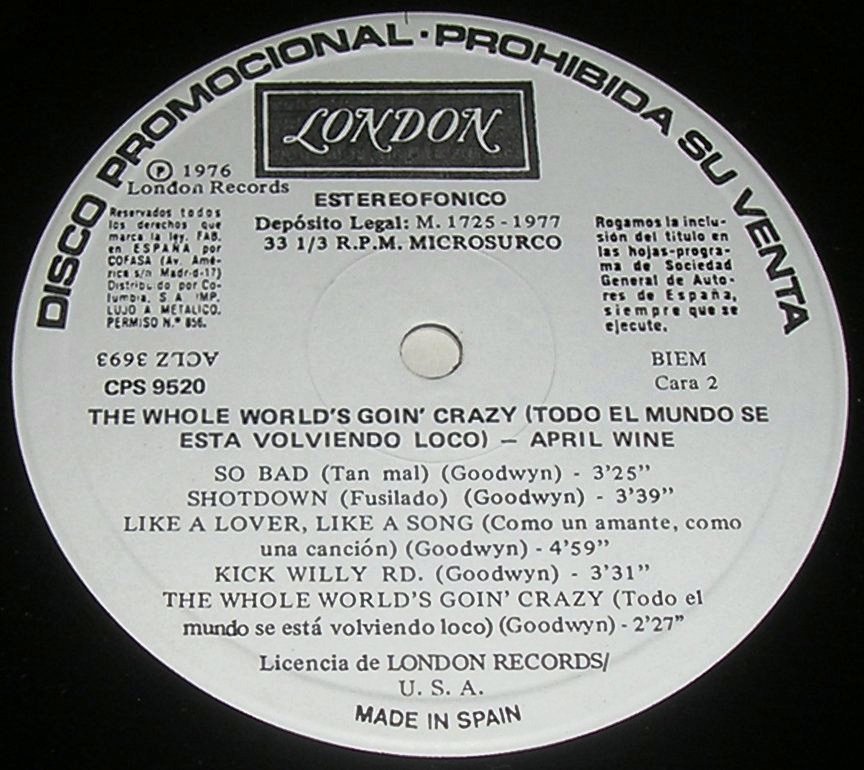 DISCO PROMOCIONAL · PROHIBIDA SU VENTA
LONDON
Ⓟ 1976
London Records
ESTEREOFONICO
Depósito Legal: M. 1725 - 1977
33 1/3 R.P.M. MICROSURCO
Reservados todos
los derechos que
marca la ley. FAB.
en ESPAÑA por
COFASA (Av. Amé-
rica s/n Madrid-17)
Distribuido por Co-
lumbia, S. A. IMP.
LUJO A METALICO.
PERMISO N.º 856.
Rogamos la inclu-
sión del titulo en
las hojas-progra-
ma de Sociedad
General de Auto-
res de España,
siempre que se
ejecute.
ACLZ 3693
CPS 9520
BIEM
Cara 2
THE WHOLE WORLD'S GOIN' CRAZY (TODO EL MUNDO SE
ESTA VOLVIENDO LOCO) — APRIL WINE
SO BAD (Tan mal) (Goodwyn) - 3'25"
SHOTDOWN (Fusilado) (Goodwyn) - 3'39"
LIKE A LOVER, LIKE A SONG (Como un amante, como
una canción) (Goodwyn) - 4'59"
KICK WILLY RD. (Goodwyn) - 3'31"
THE WHOLE WORLD'S GOIN' CRAZY (Todo el
mundo se está volviendo loco) (Goodwyn) - 2'27"
Licencia de LONDON RECORDS/
U. S. A.
MADE IN SPAIN